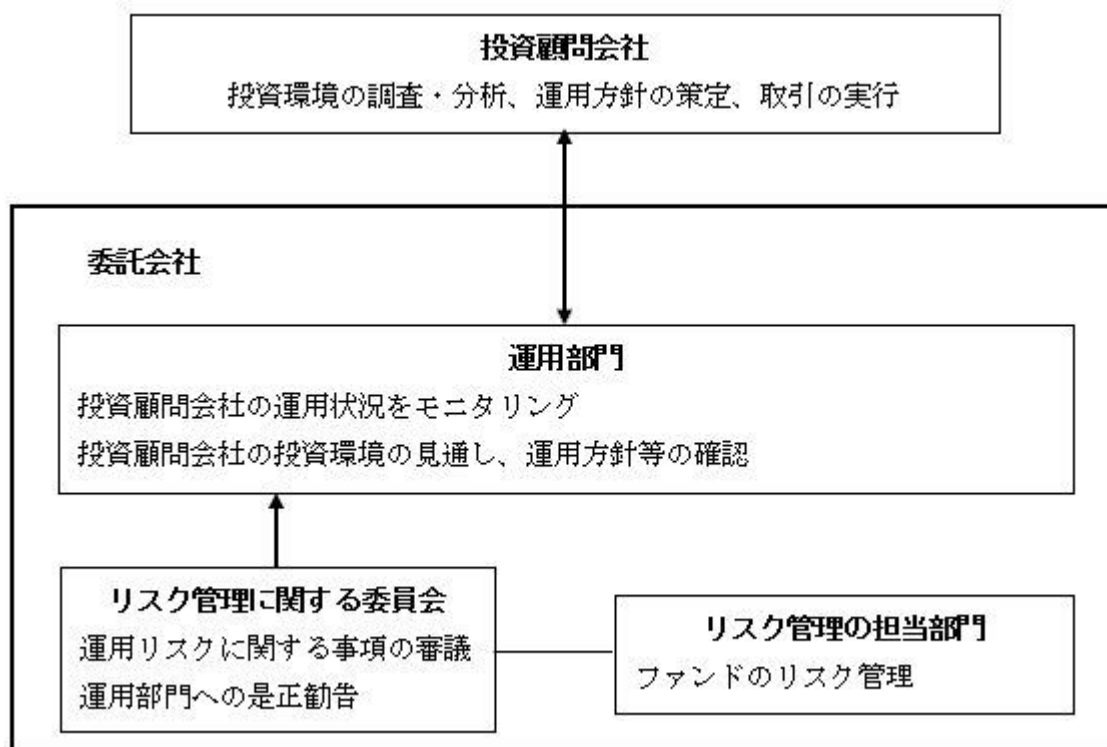 投資顧問会社
投資環境の調査・分析、運用方針の策定、取引の実行
委託会社
運用部門
投資顧問会社の運用状況をモニタリング
投資顧問会社の投資環境の見通し、運用方針等の確認
リスク管理に関する委員会
運用リスクに関する事項の審議
運用部門への是正勧告
リスク管理の担当部門
ファンドのリスク管理